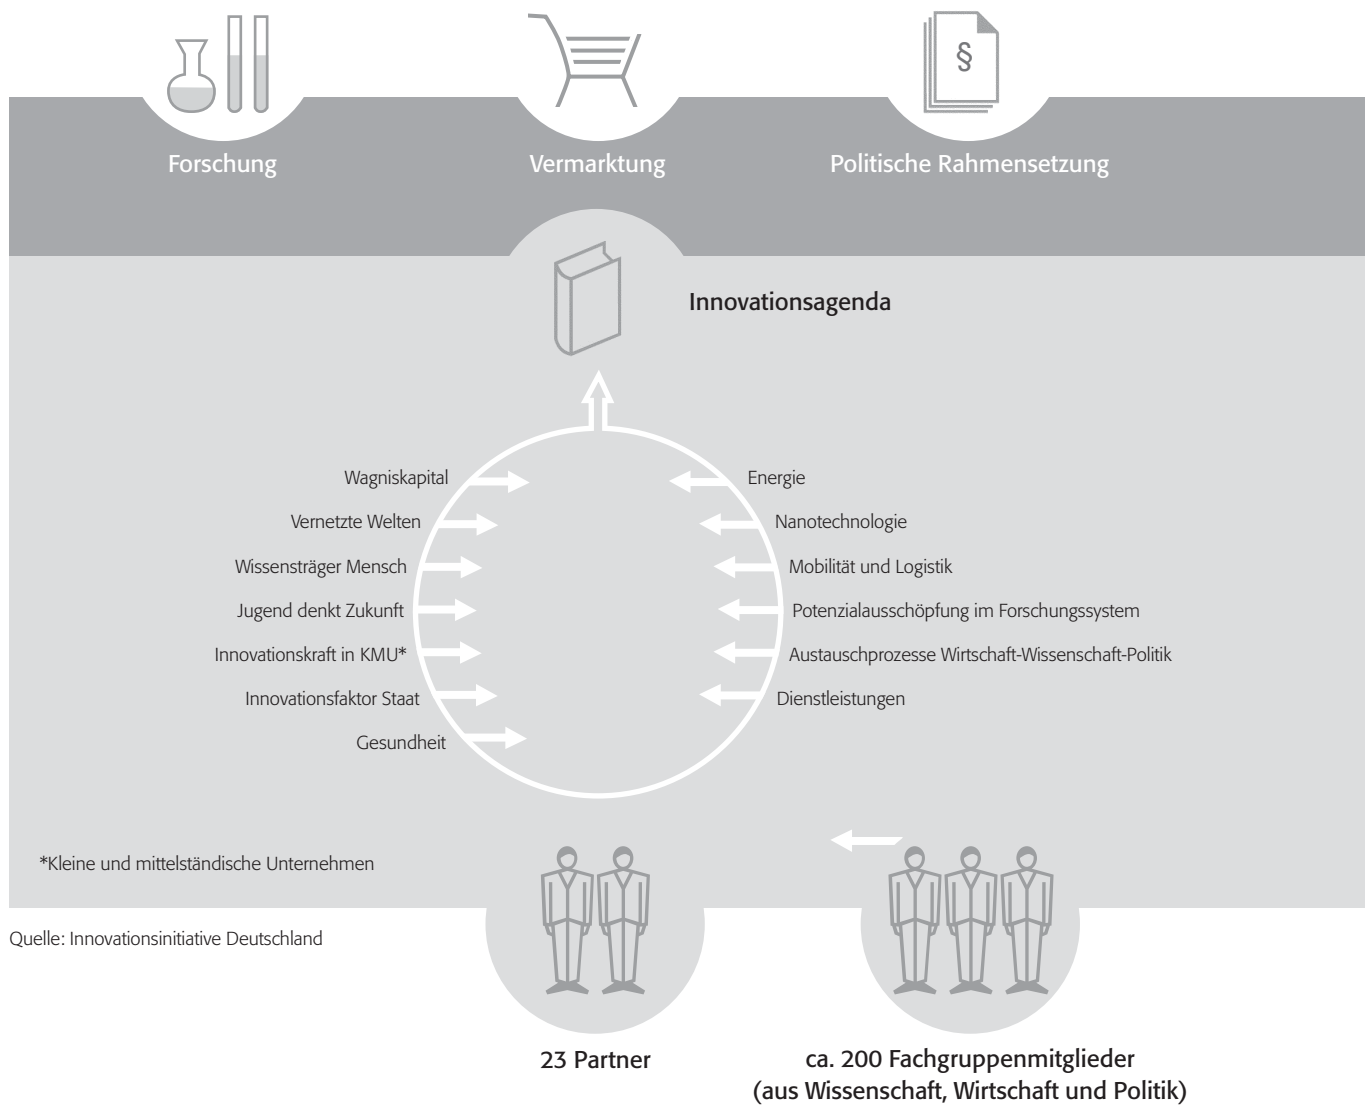 §
Forschung
Vermarktung
Politische Rahmensetzung
Innovationsagenda
Wagniskapital
Vernetzte Welten
Wissensträger Mensch
Jugend denkt Zukunft
Innovationskraft in KMU*
Innovationsfaktor Staat
Gesundheit
Energie
Nanotechnologie
Mobilität und Logistik
Potenzialausschöpfung im Forschungssystem
Austauschprozesse Wirtschaft-Wissenschaft-Politik
Dienstleistungen
*Kleine und mittelständische Unternehmen
Quelle: Innovationsinitiative Deutschland
23 Partner
ca. 200 Fachgruppenmitglieder
(aus Wissenschaft, Wirtschaft und Politik)